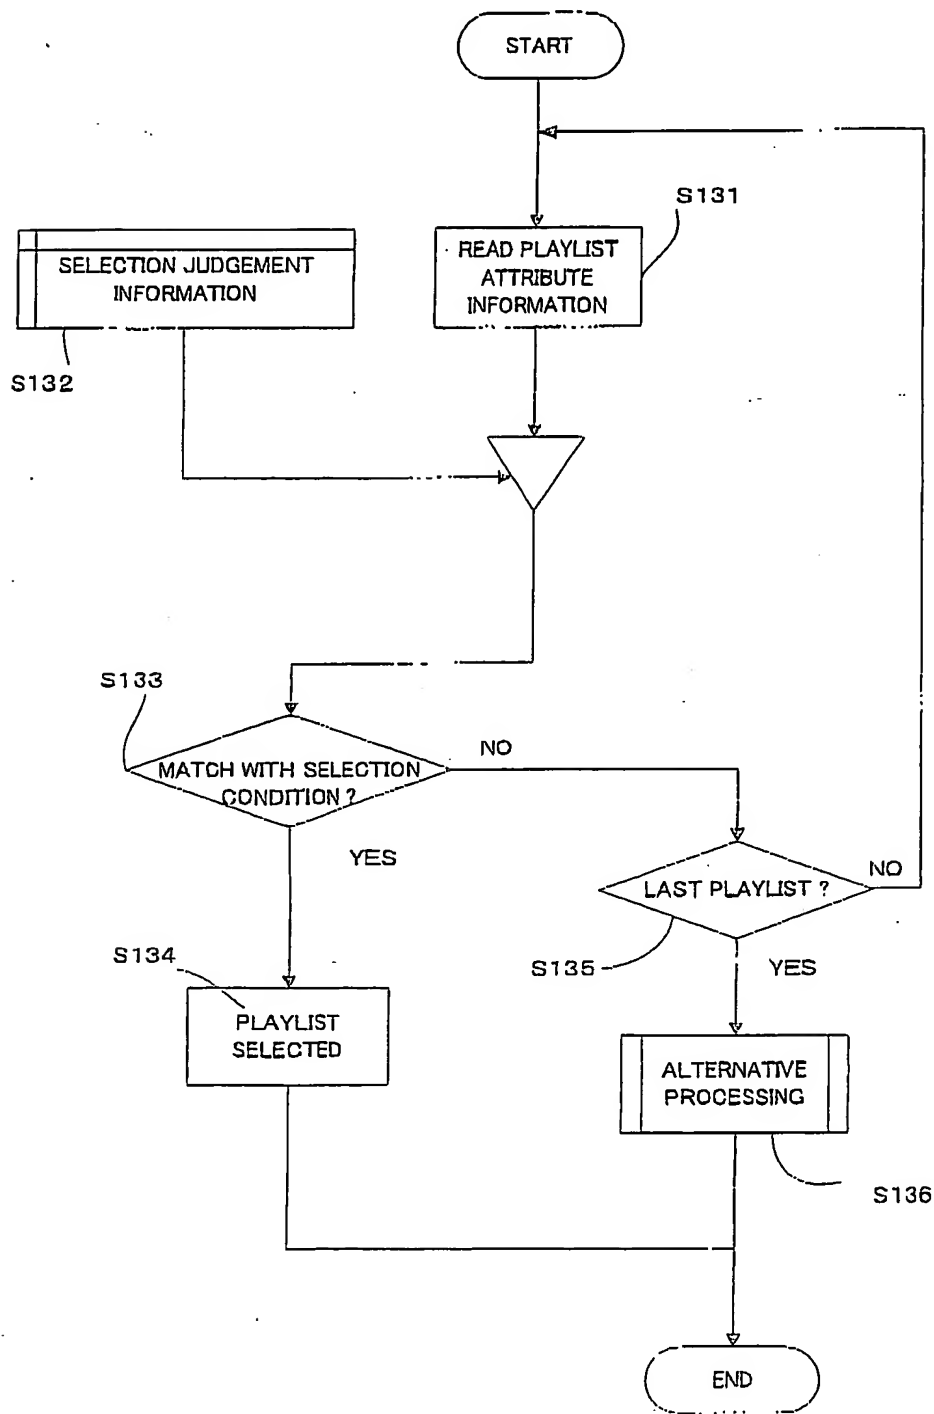 START
S131
READ PLAYLIST
ATTRIBUTE
INFORMATION
SELECTION JUDGEMENT
INFORMATION
S132
S133
MATCH WITH SELECTION
CONDITION ?
NO
YES
LAST PLAYLIST ?
NO
S135
YES
S134
PLAYLIST
SELECTED
ALTERNATIVE
PROCESSING
S136
END